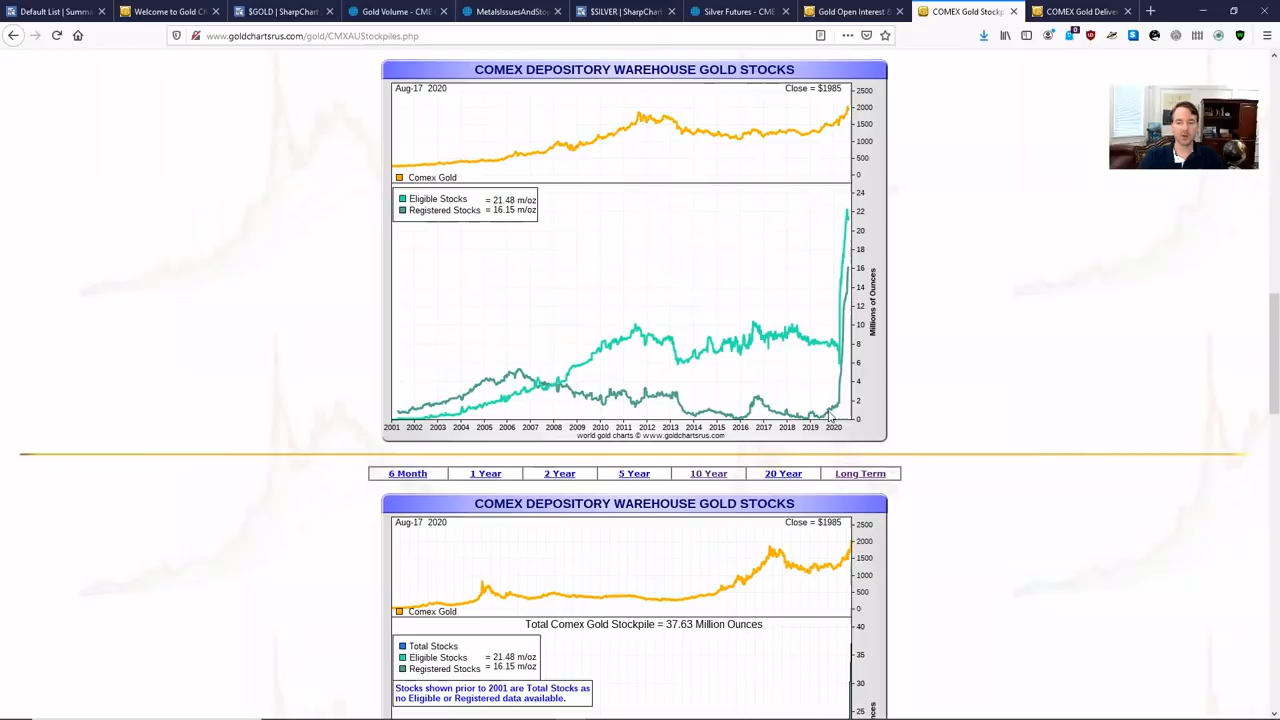 Default List | Summa
Welcome to Gold Ch
$GOLD | SharpChart
Gold Volume - CME
MetalsIssuesAndStop
$SILVER | SharpChart
Silver Futures - CME
Gold Open Interest &
COMEX Gold Stockp
COMEX Gold Deliver
www.goldchartsrus.com/gold/CMXAUStockpiles.php
COMEX DEPOSITORY WAREHOUSE GOLD STOCKS
Aug-17 2020 Close = $1985
2500
2000
1500
1000
500
0
Comex Gold
Eligible Stocks = 21.48 m/oz
Registered Stocks = 16.15 m/oz
24
22
20
18
16
14
12
10
8
6
4
2
0
Millions of Ounces
2001 2002 2003 2004 2005 2006 2007 2008 2009 2010 2011 2012 2013 2014 2015 2016 2017 2018 2019 2020
world gold charts © www.goldchartsrus.com
6 Month 1 Year 2 Year 5 Year 10 Year 20 Year Long Term
COMEX DEPOSITORY WAREHOUSE GOLD STOCKS
Aug-17 2020 Close = $1985
2500
2000
1500
1000
500
0
Comex Gold
Total Comex Gold Stockpile = 37.63 Million Ounces
Total Stocks
Eligible Stocks = 21.48 m/oz
Registered Stocks = 16.15 m/oz
Stocks shown prior to 2001 are Total Stocks as
no Eligible or Registered data available.
40
35
30
25